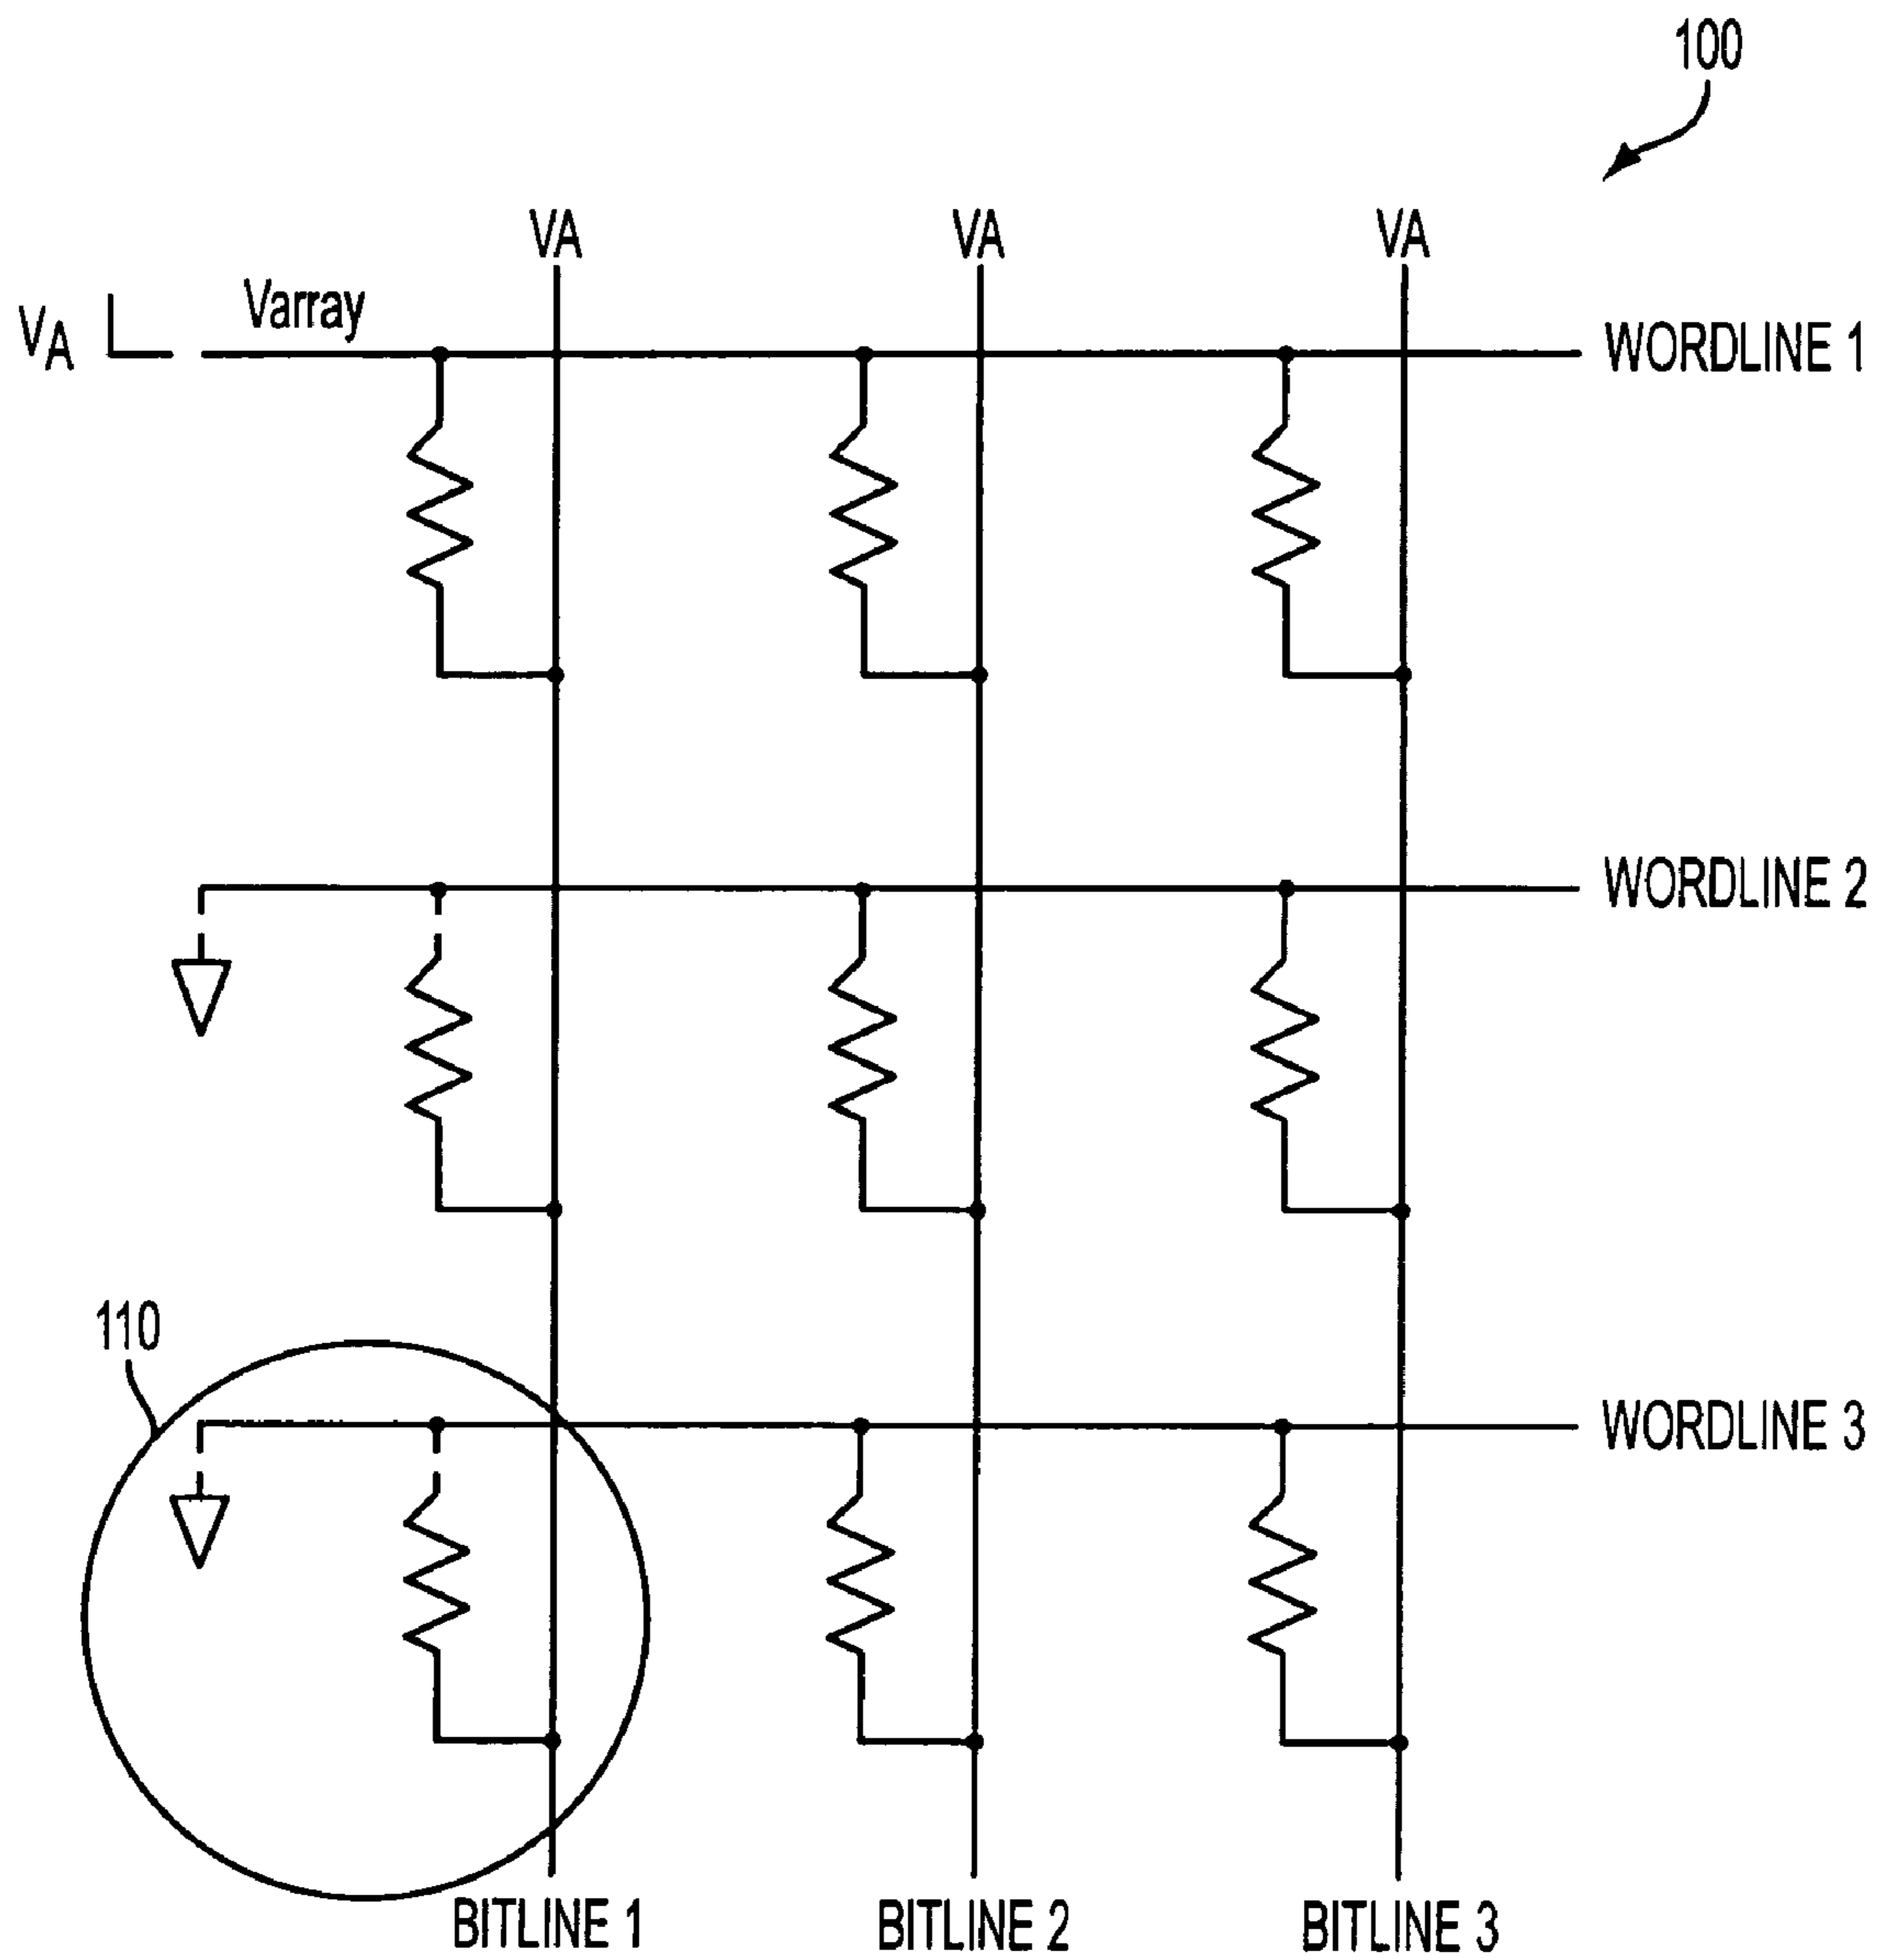 100
VA VA VA
VA Varray
WORDLINE 1
WORDLINE 2
110
WORDLINE 3
BITLINE 1 BITLINE 2 BITLINE 3